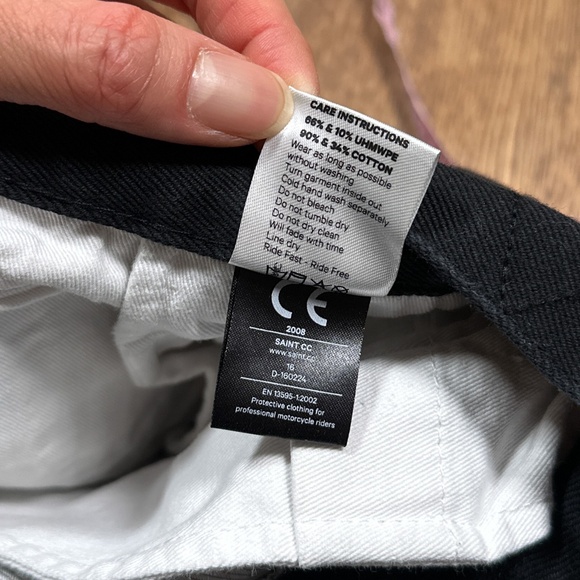 CARE INSTRUCTIONS
66% & 10% UHMWPE
90% & 34% COTTON
Wear as long as possible
without washing
Turn garment inside out
Cold hand wash separately
Do not bleach
Do not tumble dry
Do not dry clean
Will fade with time
Line dry
Ride Fast - Ride Free
CE
2008
SAINT CC
www.saint.cc
16
D-160224
EN 13595-1:2002
Protective clothing for
professional motorcycle riders